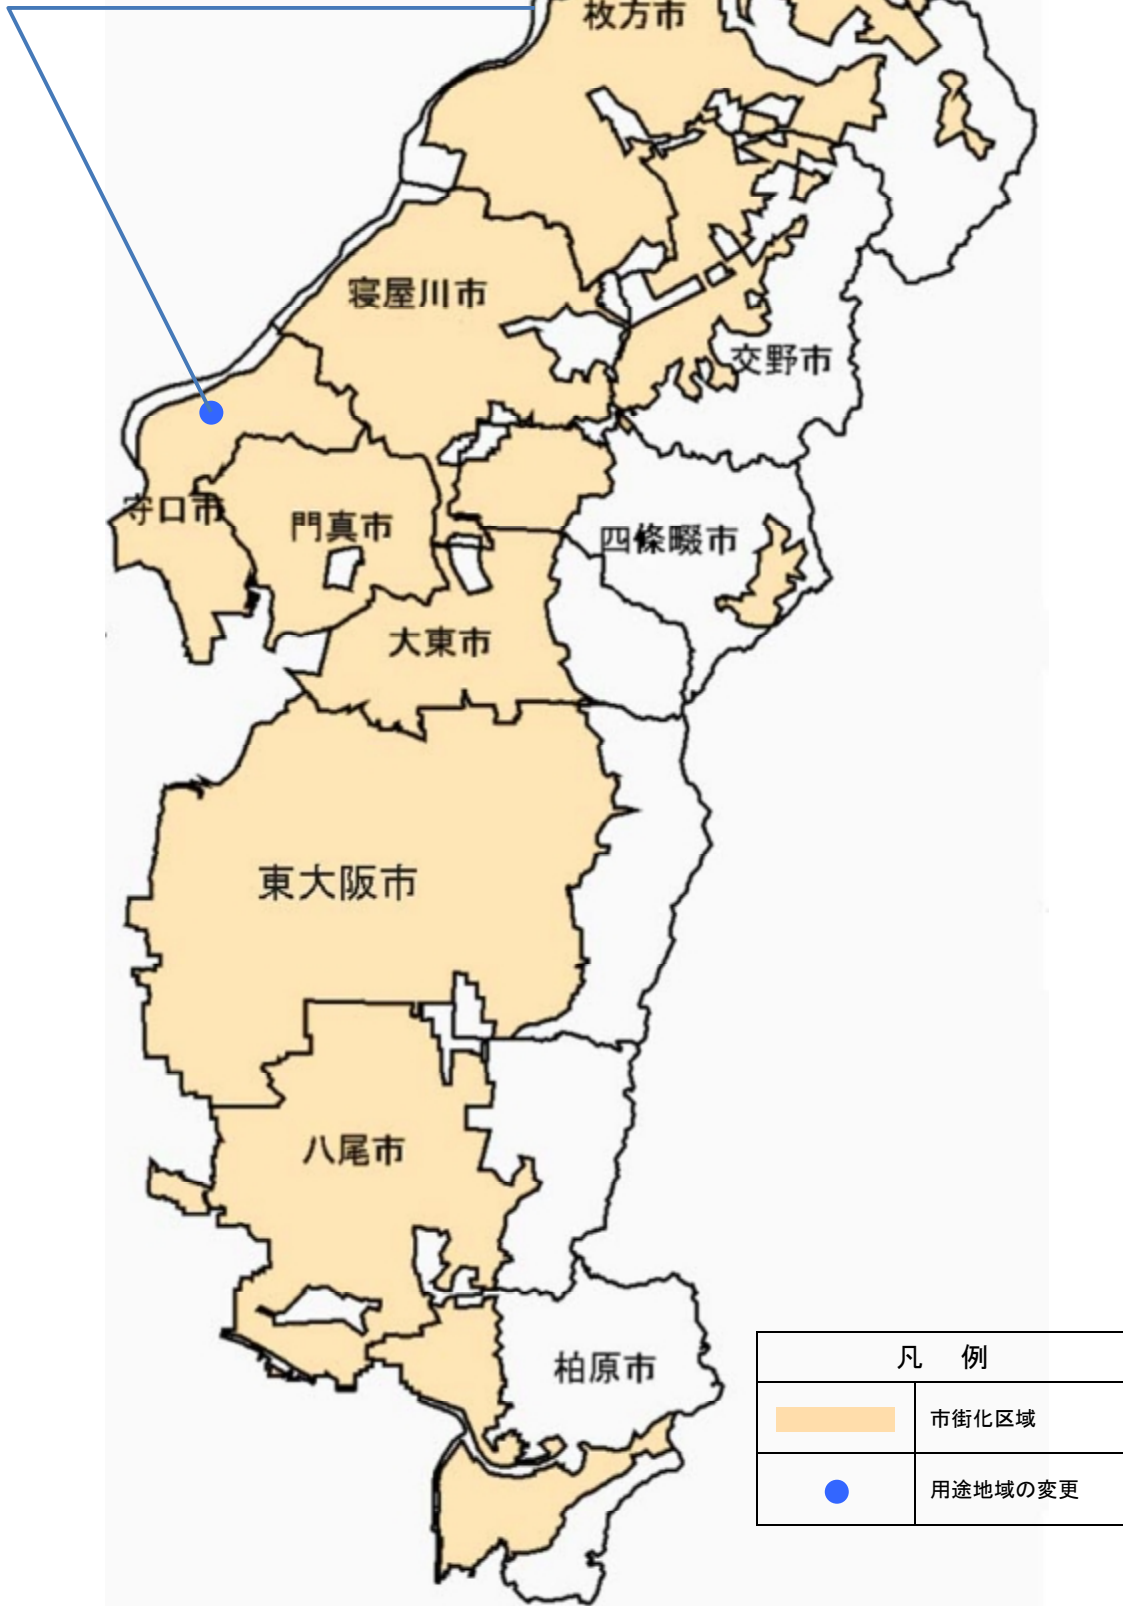 枚方市
寝屋川市
交野市
守口市
門真市
四條畷市
大東市
東大阪市
八尾市
柏原市
凡 例
市街化区域
用途地域の変更